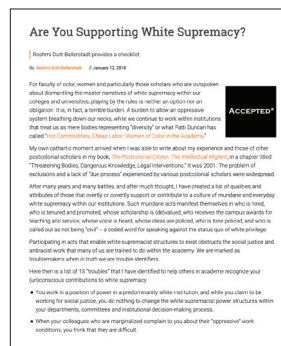 Are You Supporting White Supremacy?
Reshmi Dutt-Ballerstadt provides a checklist.
By Reshmi Dutt-Ballerstadt // January 12, 2018
For faculty of color, women and particularly those scholars who are outspoken
about dismantling the master narratives of white supremacy within our
colleges and universities, playing by the rules is neither an option nor an
obligation. It is, in fact, a terrible burden. A burden to allow an oppressive
system breathing down our necks, while we continue to work within institutions
that treat us as mere bodies representing "diversity" or what Patti Duncan has
called "Hot Commodities, Cheap Labor: Women of Color in the Academy."
ACCEPTED*
My own cathartic moment arrived when I was able to write about my experience and those of other
postcolonial scholars in my book, The Postcolonial Citizen: The Intellectual Migrant, in a chapter titled
"Threatening Bodies, Dangerous Knowledge, Legal Interventions." It was 2001. The problem of
exclusions and a lack of "due process" experienced by various postcolonial scholars were widespread.
After many years and many battles, and after much thought, I have created a list of qualities and
attributes of those that overtly or covertly support or contribute to a culture of mundane and everyday
white supremacy within our institutions. Such mundane acts manifest themselves in who is hired,
who is tenured and promoted, whose scholarship is (de)valued, who receives the campus awards for
teaching and service, whose voice is heard, whose ideas are policed, who is tone policed, and who is
called out as not being "civil" – a coded word for speaking against the status quo of white privilege.
Participating in acts that enable white supremacist structures to exist obstructs the social justice and
antiracist work that many of us are trained to do within the academy. We are marked as
troublemakers when in truth we are trouble identifiers.
Here then is a list of 15 "troubles" that I have identified to help others in academe recognize your
(un)conscious contributions to white supremacy.
• You work in a position of power in a predominantly white institution, and while you claim to be
working for social justice, you do nothing to change the white supremacist power structures within
your departments, committees and institutional decision-making process.
• When your colleagues who are marginalized complain to you about their "oppressive" work
conditions, you think that they are difficult.